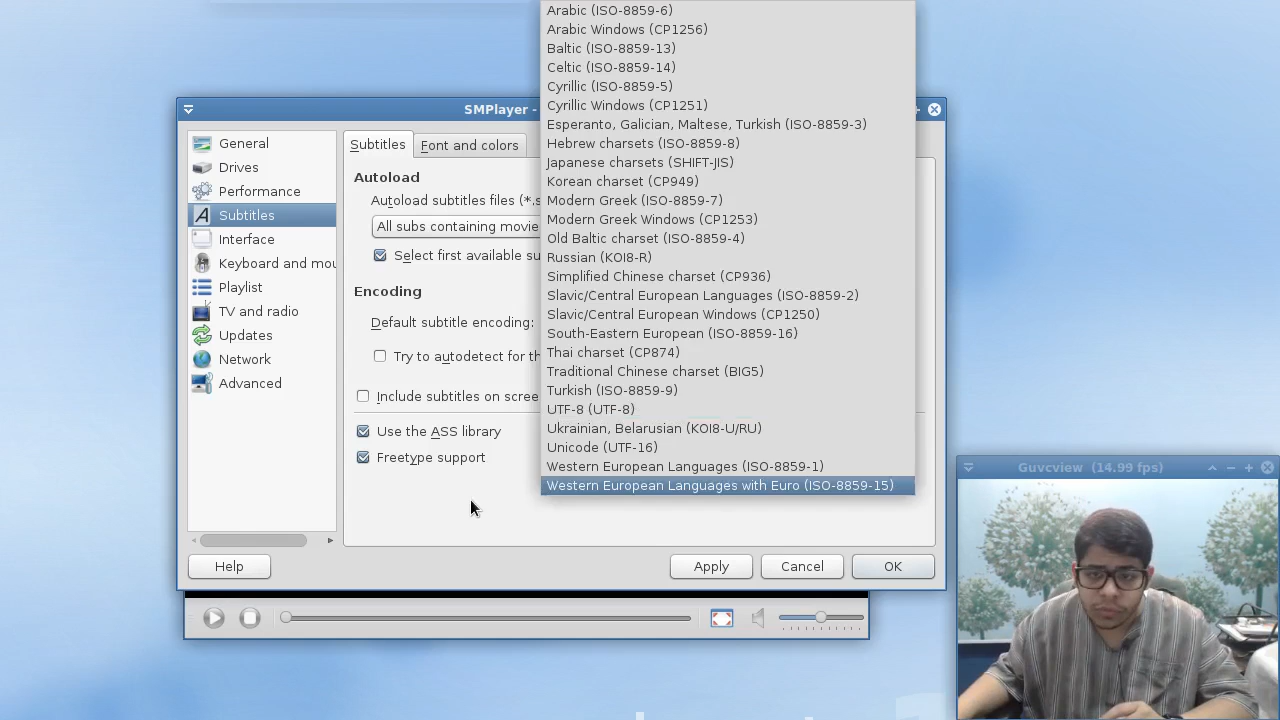 SMPlayer -
General
Drives
Performance
Subtitles
Interface
Keyboard and mou
Playlist
TV and radio
Updates
Network
Advanced
Subtitles
Font and colors
Autoload
Autoload subtitles files (*.s
All subs containing movie
Select first available su
Encoding
Default subtitle encoding:
Try to autodetect for th
Include subtitles on scree
Use the ASS library
Freetype support
Arabic (ISO-8859-6)
Arabic Windows (CP1256)
Baltic (ISO-8859-13)
Celtic (ISO-8859-14)
Cyrillic (ISO-8859-5)
Cyrillic Windows (CP1251)
Esperanto, Galician, Maltese, Turkish (ISO-8859-3)
Hebrew charsets (ISO-8859-8)
Japanese charsets (SHIFT-JIS)
Korean charset (CP949)
Modern Greek (ISO-8859-7)
Modern Greek Windows (CP1253)
Old Baltic charset (ISO-8859-4)
Russian (KOI8-R)
Simplified Chinese charset (CP936)
Slavic/Central European Languages (ISO-8859-2)
Slavic/Central European Windows (CP1250)
South-Eastern European (ISO-8859-16)
Thai charset (CP874)
Traditional Chinese charset (BIG5)
Turkish (ISO-8859-9)
UTF-8 (UTF-8)
Ukrainian, Belarusian (KOI8-U/RU)
Unicode (UTF-16)
Western European Languages (ISO-8859-1)
Western European Languages with Euro (ISO-8859-15)
Help
Apply
Cancel
OK
Guvcview (14.99 fps)